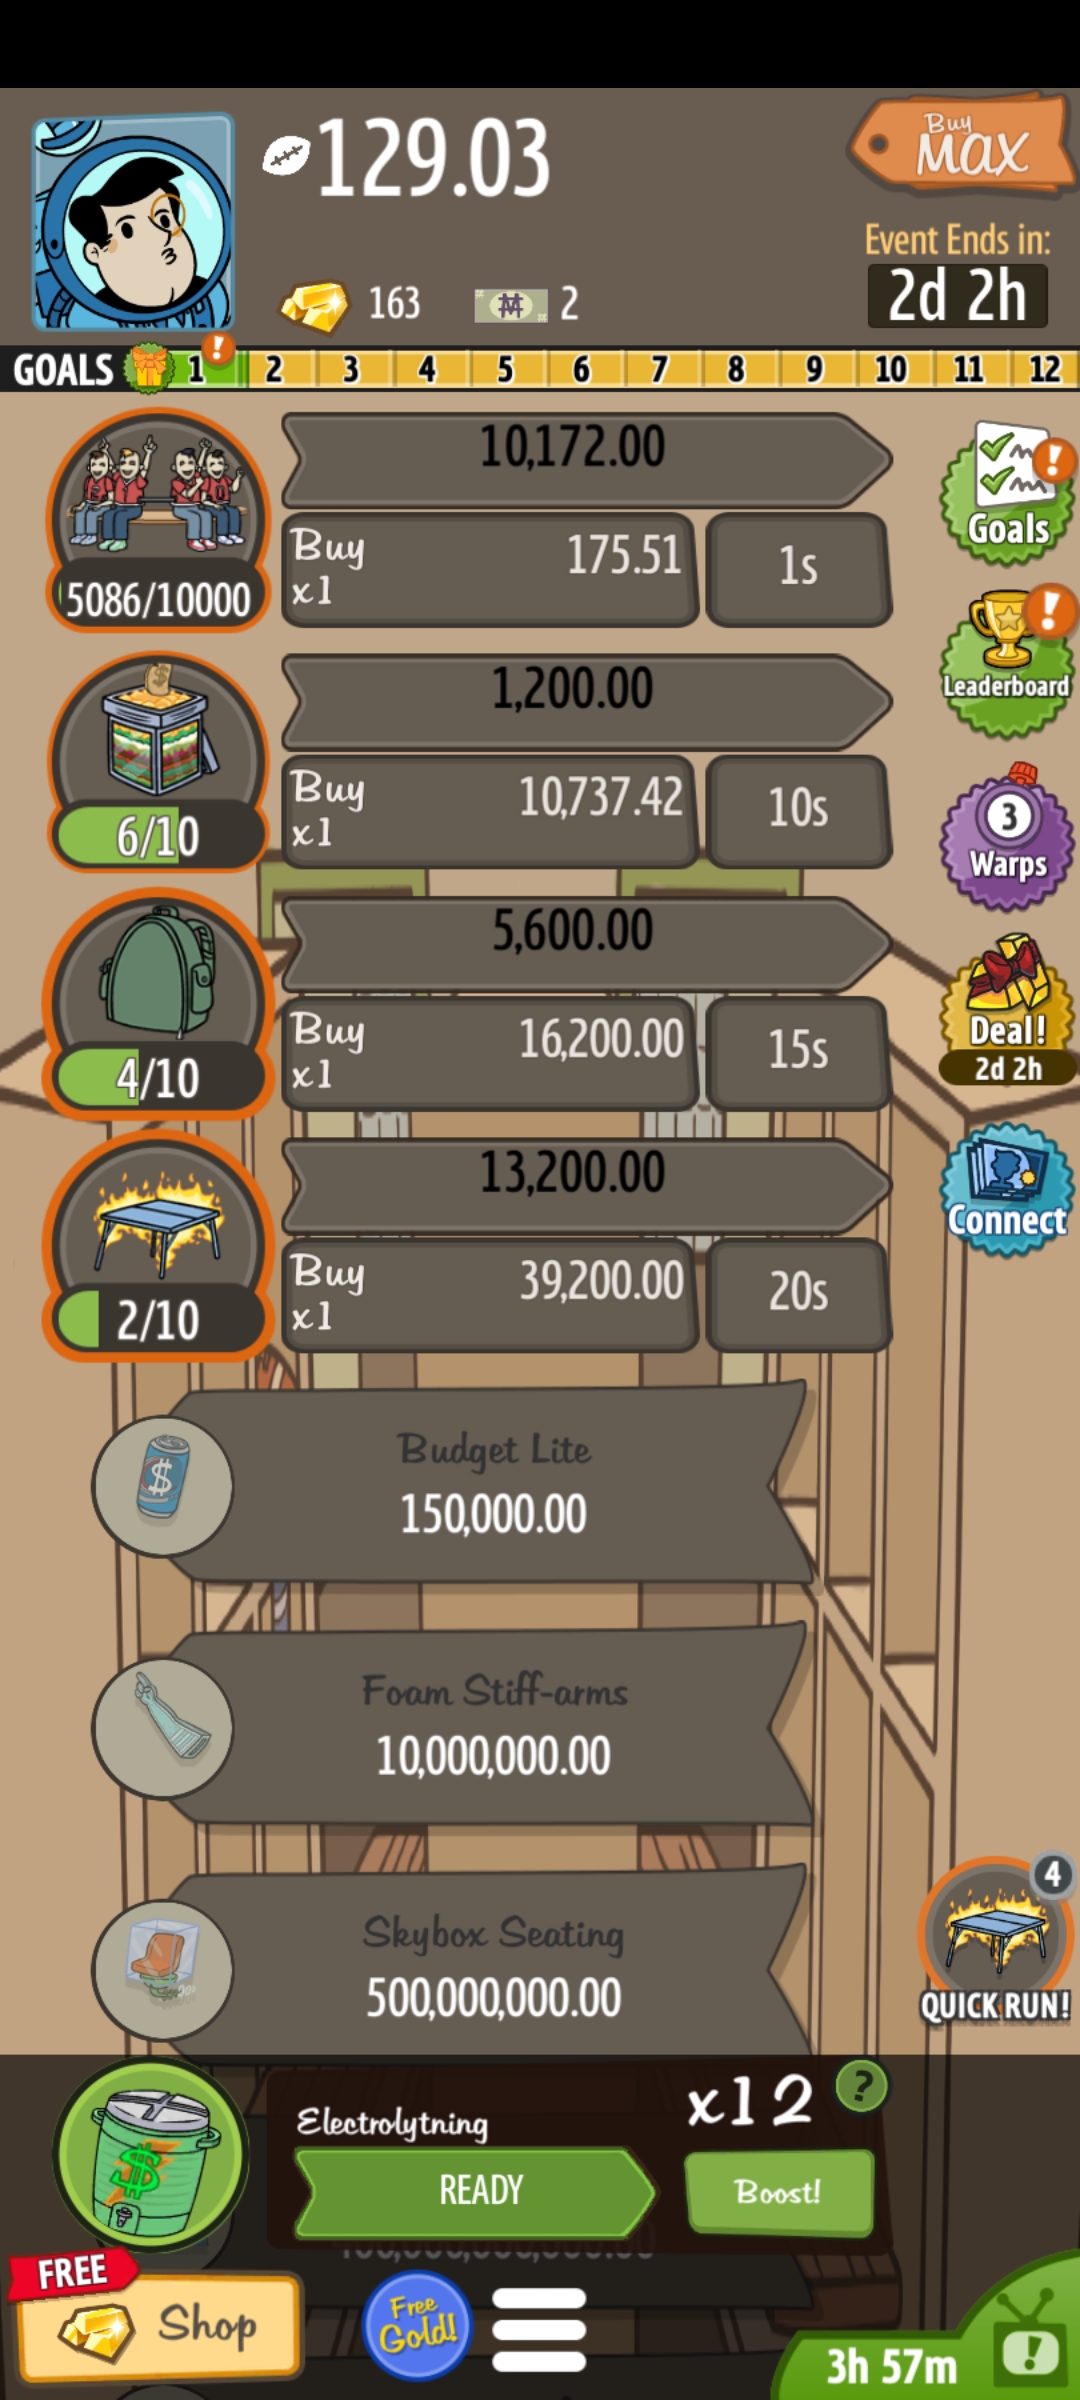 129.03
Buy
MAX
Event Ends in:
2d 2h
163
2
GOALS 1 ! 2 3 4 5 6 7 8 9 10 11 12
10,172.00
Buy
x1
175.51
1s
5086/10000
!
Goals
1,200.00
Buy
x1
10,737.42
10s
6/10
!
Leaderboard
3
Warps
5,600.00
Buy
x1
16,200.00
15s
4/10
Deal!
2d 2h
13,200.00
Buy
x1
39,200.00
20s
2/10
Connect
Budget Lite
150,000.00
Foam Stiff-arms
10,000,000.00
Skybox Seating
500,000,000.00
4
QUICK RUN!
Electrolytning
x12
?
READY
Boost!
FREE
Shop
Free
Gold!
3h 57m
!